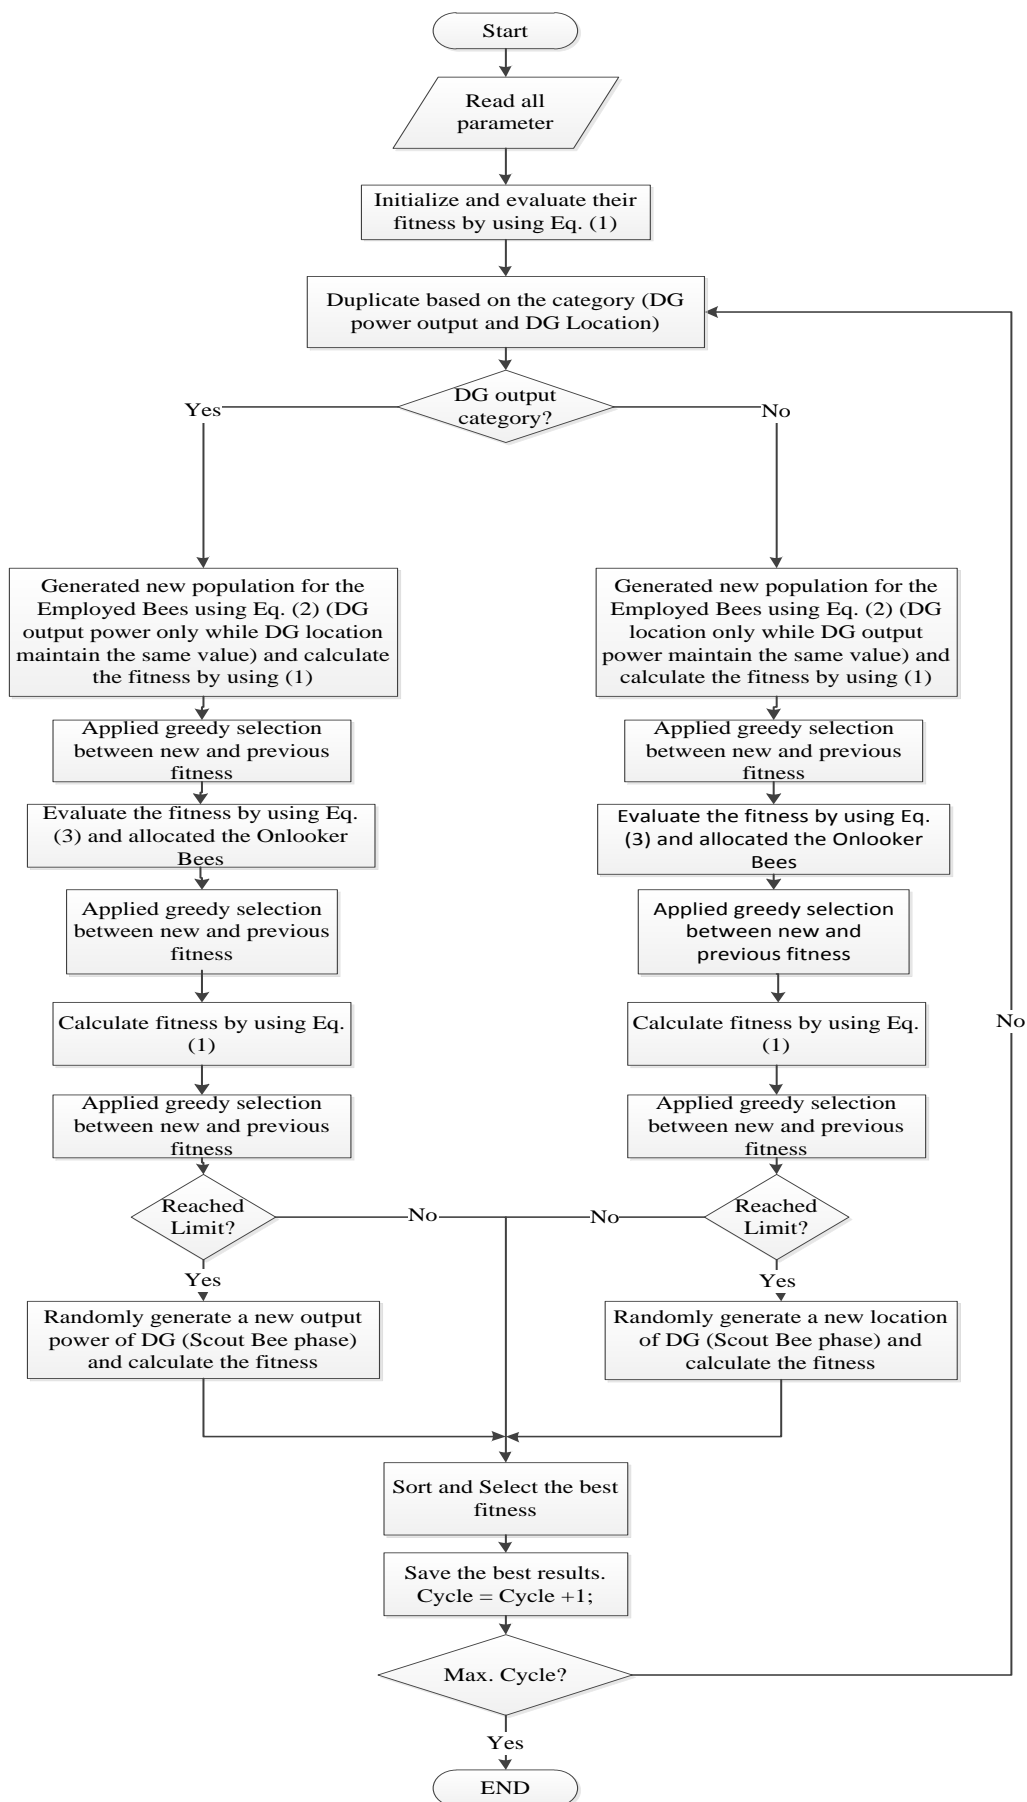 Start
Read all
parameter
Initialize and evaluate their
fitness by using Eq. (1)
Duplicate based on the category (DG
power output and DG Location)
DG output
category?
Yes
No
Generated new population for the
Employed Bees using Eq. (2) (DG
output power only while DG location
maintain the same value) and calculate
the fitness by using (1)
Applied greedy selection
between new and previous
fitness
Evaluate the fitness by using Eq.
(3) and allocated the Onlooker
Bees
Applied greedy selection
between new and previous
fitness
Calculate fitness by using Eq.
(1)
Applied greedy selection
between new and previous
fitness
Reached
Limit?
No
Yes
Randomly generate a new output
power of DG (Scout Bee phase)
and calculate the fitness
Generated new population for the
Employed Bees using Eq. (2) (DG
location only while DG output
power maintain the same value) and
calculate the fitness by using (1)
Applied greedy selection
between new and previous
fitness
Evaluate the fitness by using Eq.
(3) and allocated the Onlooker
Bees
Applied greedy selection
between new and
previous fitness
Calculate fitness by using Eq.
(1)
Applied greedy selection
between new and previous
fitness
Reached
Limit?
No
Yes
Randomly generate a new location
of DG (Scout Bee phase) and
calculate the fitness
No
Sort and Select the best
fitness
Save the best results.
Cycle = Cycle +1;
Max. Cycle?
Yes
END